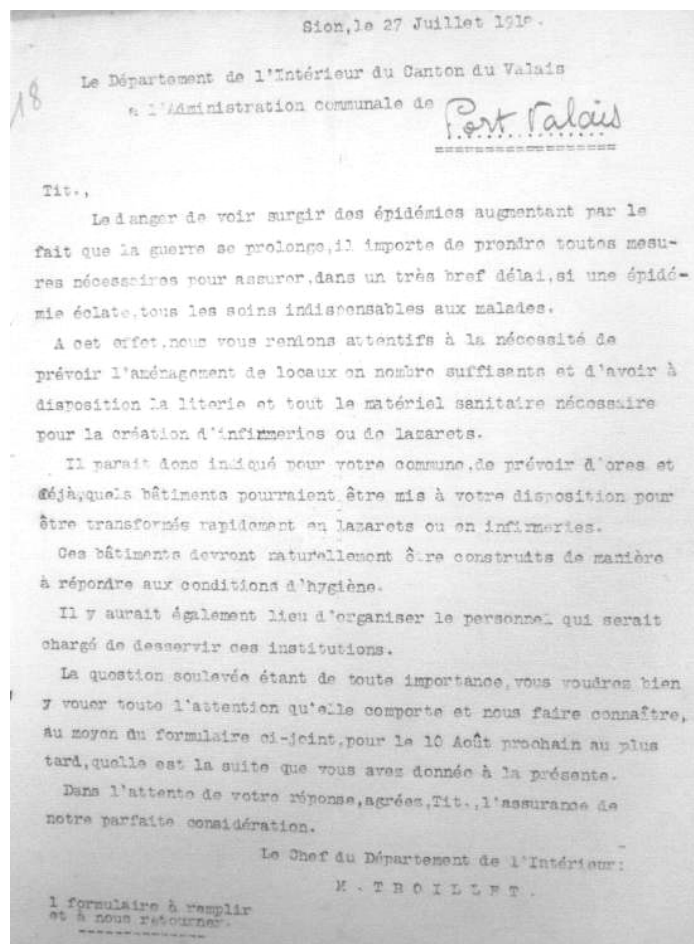 Sion, le 27 Juillet 1918.
18
Le Département de l'Intérieur du Canton du Valais
à l'Administration communale de Port Valais
Tit.,
Le danger de voir surgir des épidémies augmentant par le
fait que la guerre se prolonge, il importe de prendre toutes mesu-
res nécessaires pour assurer, dans un très bref délai, si une épidé-
mie éclate, tous les soins indispensables aux malades.
A cet effet, nous vous rendons attentifs à la nécessité de
prévoir l'aménagement de locaux en nombre suffisants et d'avoir à
disposition la literie et tout le matériel sanitaire nécessaire
pour la création d'infirmeries ou de lazarets.
Il parait donc indiqué pour votre commune, de prévoir d'ores et
déjà, quels bâtiments pourraient être mis à votre disposition pour
être transformés rapidement en lazarets ou en infirmeries.
Ces bâtiments devront naturellement être construits de manière
à répondre aux conditions d'hygiène.
Il y aurait également lieu d'organiser le personnel qui serait
chargé de desservir ces institutions.
La question soulevée étant de toute importance, vous voudrez bien
y vouer toute l'attention qu'elle comporte et nous faire connaître,
au moyen du formulaire ci-joint, pour le 10 Août prochain au plus
tard, quelle est la suite que vous avez donnée à la présente.
Dans l'attente de votre réponse, agréez, Tit., l'assurance de
notre parfaite considération.
Le Chef du Département de l'Intérieur:
M. TROILLET.
1 formulaire à remplir
et à nous retourner.